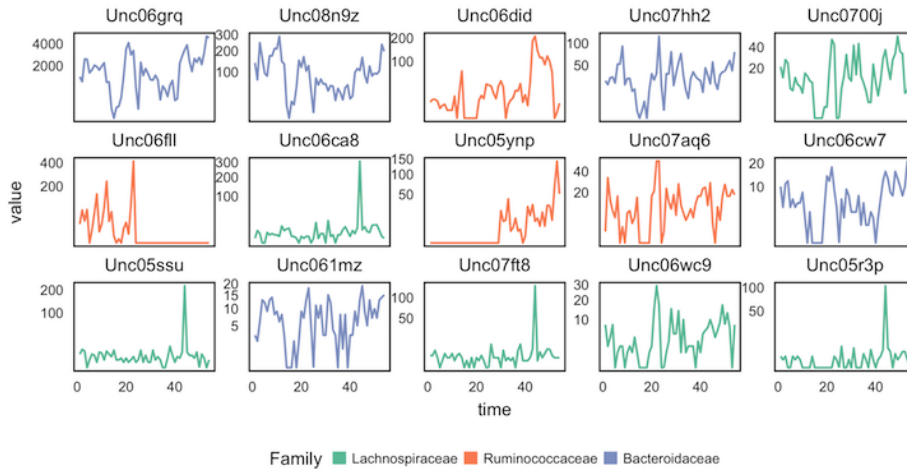 Unc06grq Unc08n9z Unc06did Unc07hh2 Unc0700j
4000 2000
300 200 100
200 100
100 50
40 20
Unc06fll Unc06ca8 Unc05ynp Unc07aq6 Unc06cw7
400 200
300 200 100
150 100 50
40 20
20 10
value
Unc05ssu Unc061mz Unc07ft8 Unc06wc9 Unc05r3p
200 100
20 15 10 5
100 50
30 20 10
100 50
0 20 40 0 20 40 0 20 40 0 20 40 0 20 40
time
Family Lachnospiraceae Ruminococcaceae Bacteroidaceae